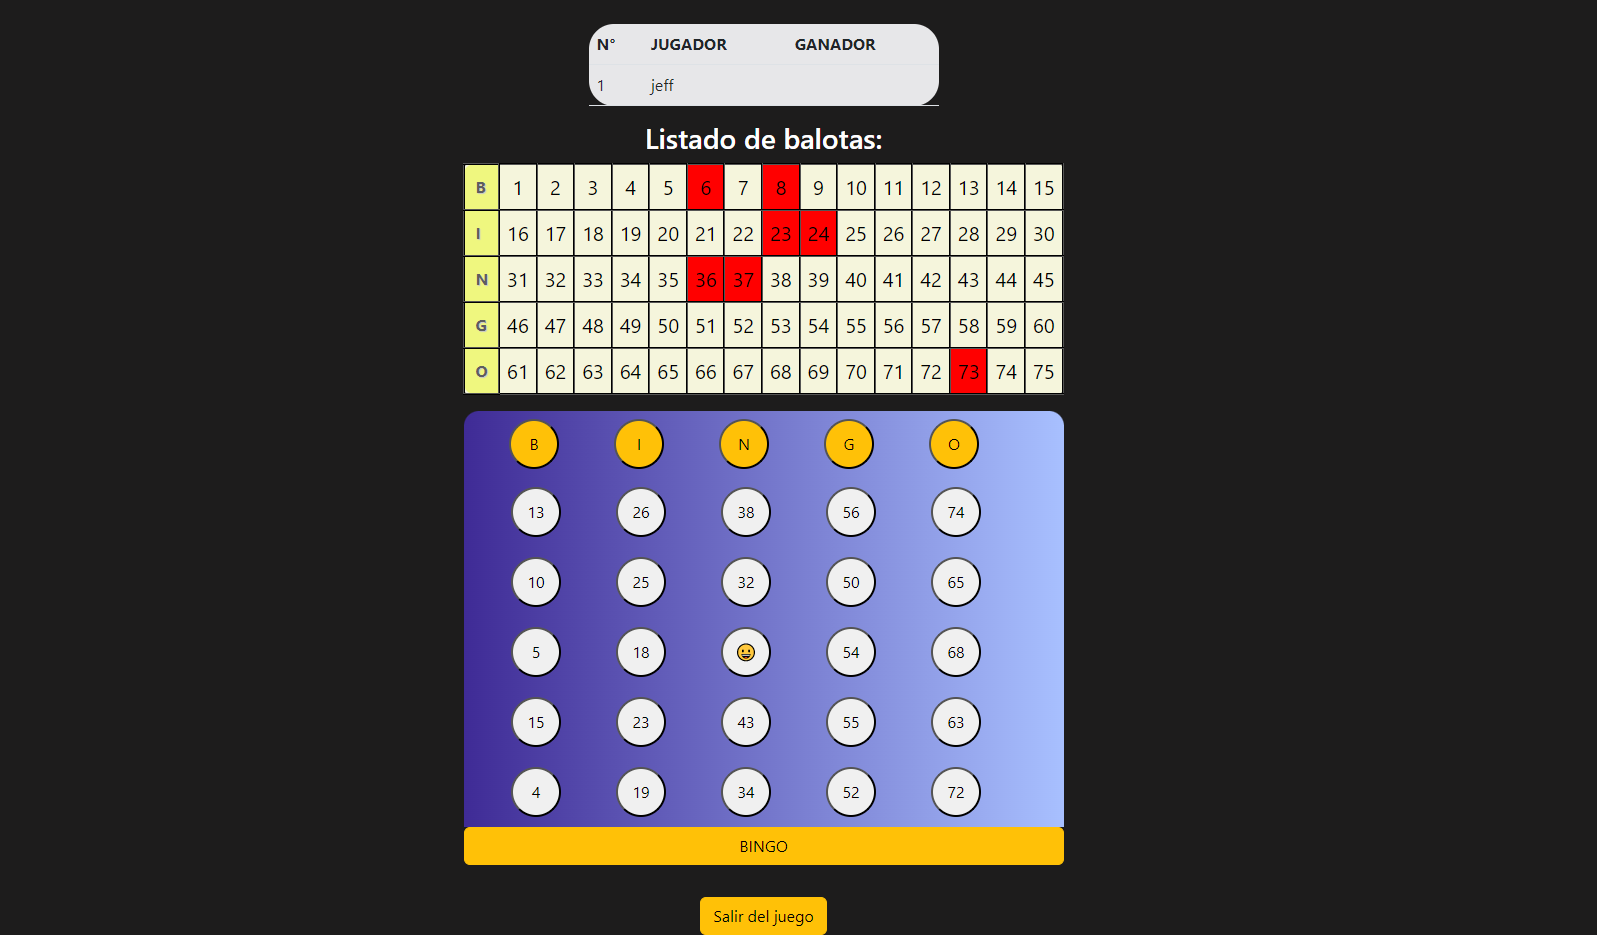 N° JUGADOR GANADOR
1 jeff
Listado de balotas:
B 1 2 3 4 5 6 7 8 9 10 11 12 13 14 15
I 16 17 18 19 20 21 22 23 24 25 26 27 28 29 30
N 31 32 33 34 35 36 37 38 39 40 41 42 43 44 45
G 46 47 48 49 50 51 52 53 54 55 56 57 58 59 60
O 61 62 63 64 65 66 67 68 69 70 71 72 73 74 75
B I N G O
13 26 38 56 74
10 25 32 50 65
5 18 😀 54 68
15 23 43 55 63
4 19 34 52 72
BINGO
Salir del juego